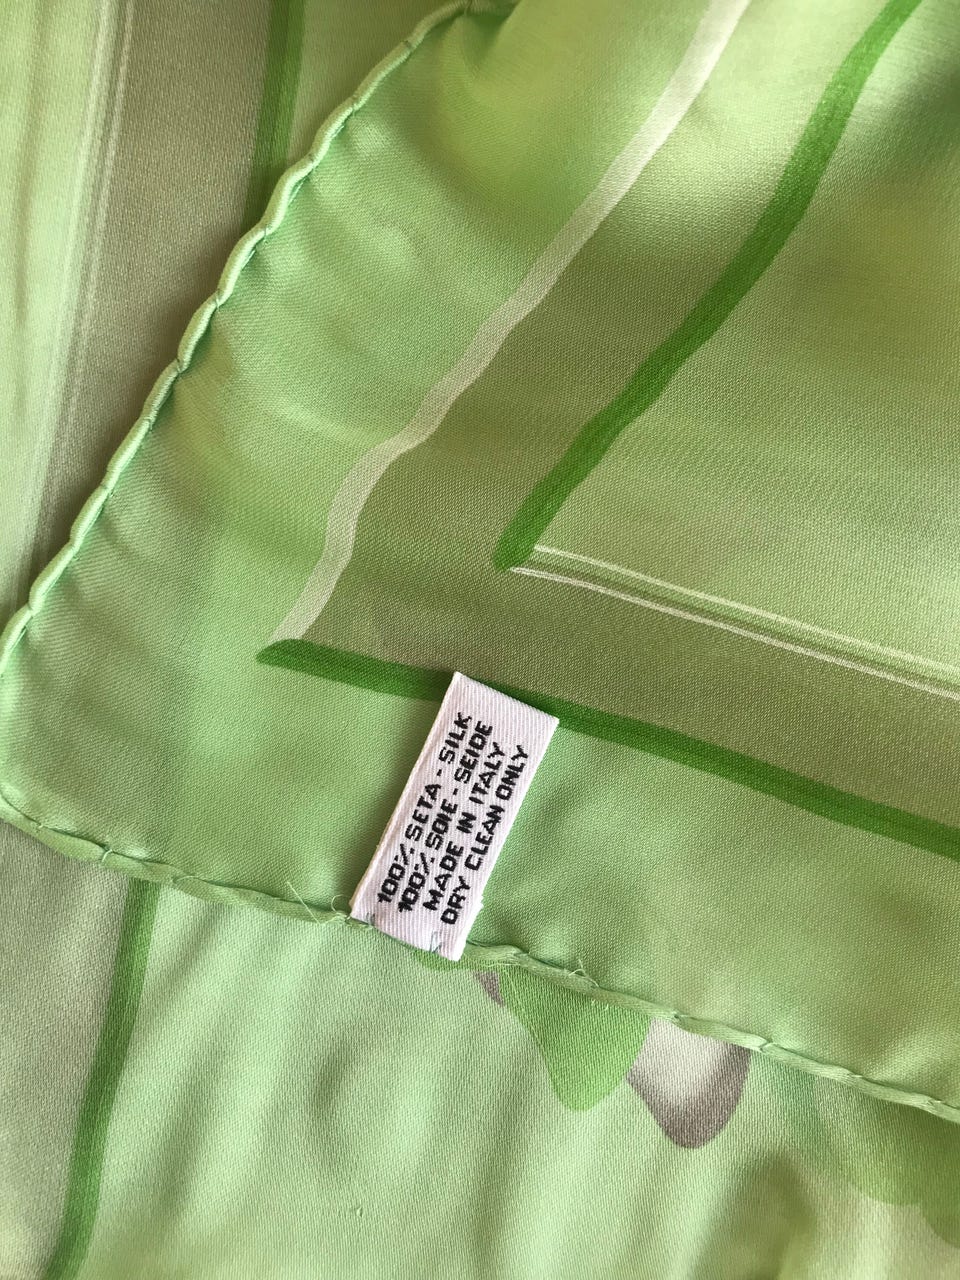 100% SETA - SILK
100% SOIE - SEIDE
MADE IN ITALY
DRY CLEAN ONLY